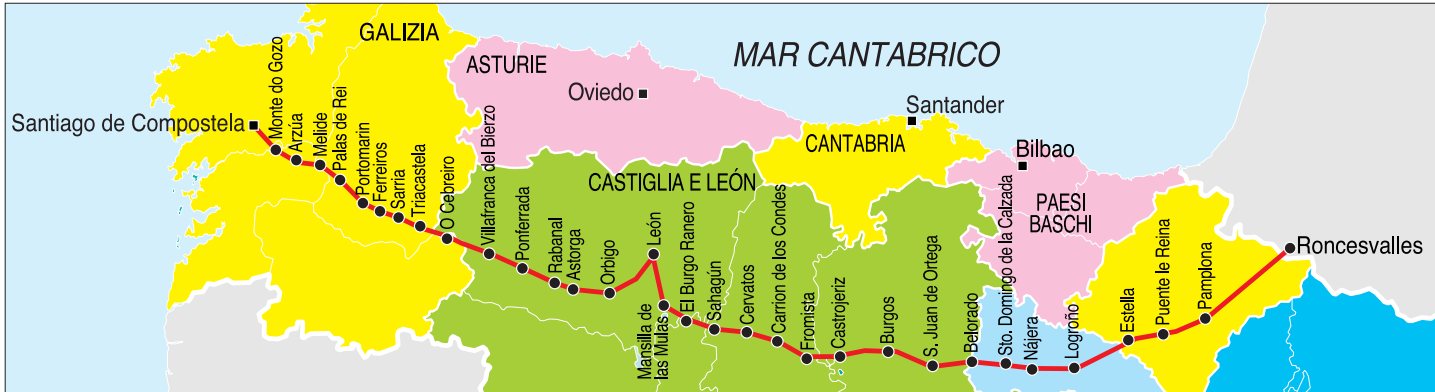 GALIZIA
ASTURIE
MAR CANTABRICO
Oviedo
Santander
Santiago de Compostela
CANTABRIA
Bilbao
CASTIGLIA E LEÓN
PAESI
BASCHI
Roncesvalles
Monte do Gozo
Arzúa
Melide
Palas de Rei
Portomarin
Ferreiros
Sarria
Triacastela
O Cebreiro
Villafranca del Bierzo
Ponferrada
Rabanal
Astorga
Orbigo
León
Mansilla de
las Mulas
El Burgo Ranero
Sahagún
Cervatos
Carrion de los Condes
Fromista
Castrojeriz
Burgos
S. Juan de Ortega
Belorado
Sto. Domingo de la Calzada
Nájera
Logroño
Estella
Puente le Reina
Pamplona